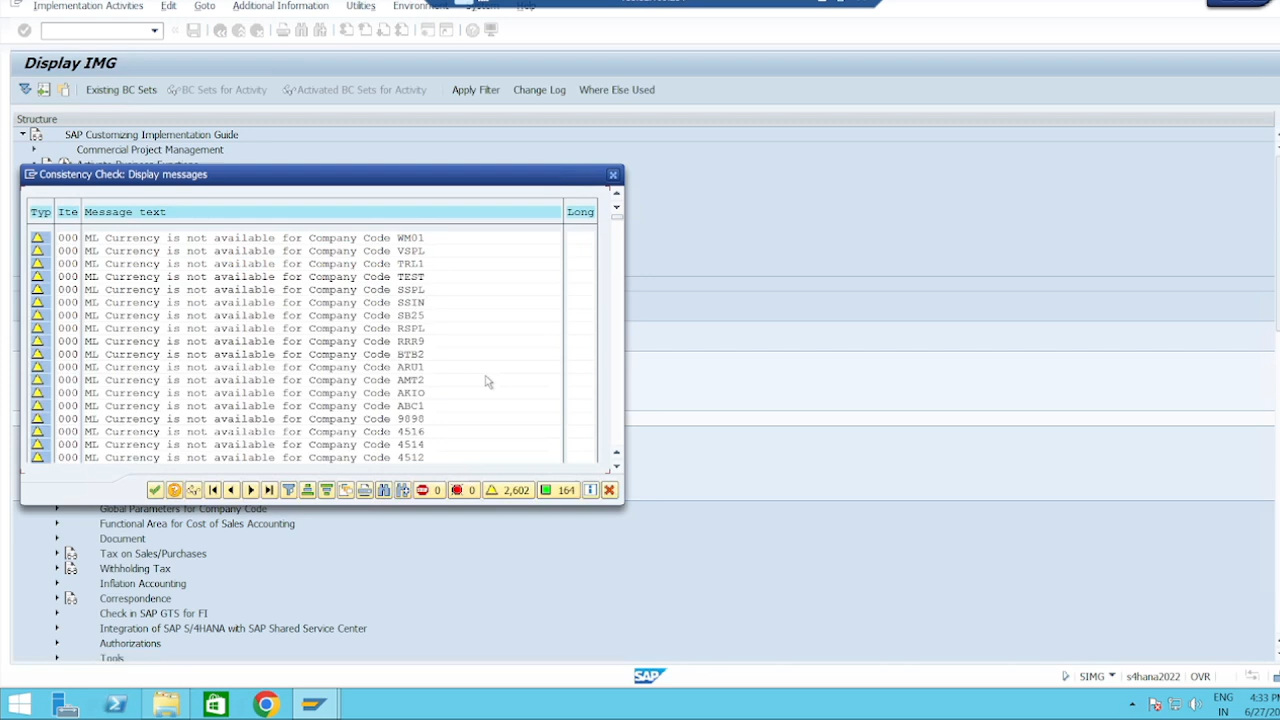 Implementation Activities Edit Goto Additional Information Utilities Environment System Help
Display IMG
Existing BC Sets BC Sets for Activity Activated BC Sets for Activity Apply Filter Change Log Where Else Used
Structure
SAP Customizing Implementation Guide
Commercial Project Management
Activate Business Functions
Consistency Check: Display messages
Typ Ite Message text Long
000 ML Currency is not available for Company Code WM01
000 ML Currency is not available for Company Code VSPL
000 ML Currency is not available for Company Code TRL1
000 ML Currency is not available for Company Code TEST
000 ML Currency is not available for Company Code SSPL
000 ML Currency is not available for Company Code SSIN
000 ML Currency is not available for Company Code SB25
000 ML Currency is not available for Company Code RSPL
000 ML Currency is not available for Company Code RRR9
000 ML Currency is not available for Company Code BTB2
000 ML Currency is not available for Company Code ARU1
000 ML Currency is not available for Company Code AMT2
000 ML Currency is not available for Company Code AKIO
000 ML Currency is not available for Company Code ABC1
000 ML Currency is not available for Company Code 9898
000 ML Currency is not available for Company Code 4516
000 ML Currency is not available for Company Code 4514
000 ML Currency is not available for Company Code 4512
0 0 2,602 164
Global Parameters for Company Code
Functional Area for Cost of Sales Accounting
Document
Tax on Sales/Purchases
Withholding Tax
Inflation Accounting
Correspondence
Check in SAP GTS for FI
Integration of SAP S/4HANA with SAP Shared Service Center
Authorizations
Tools
SAP
SIMG s4hana2022 OVR
ENG 4:33 PM
IN 6/27/20